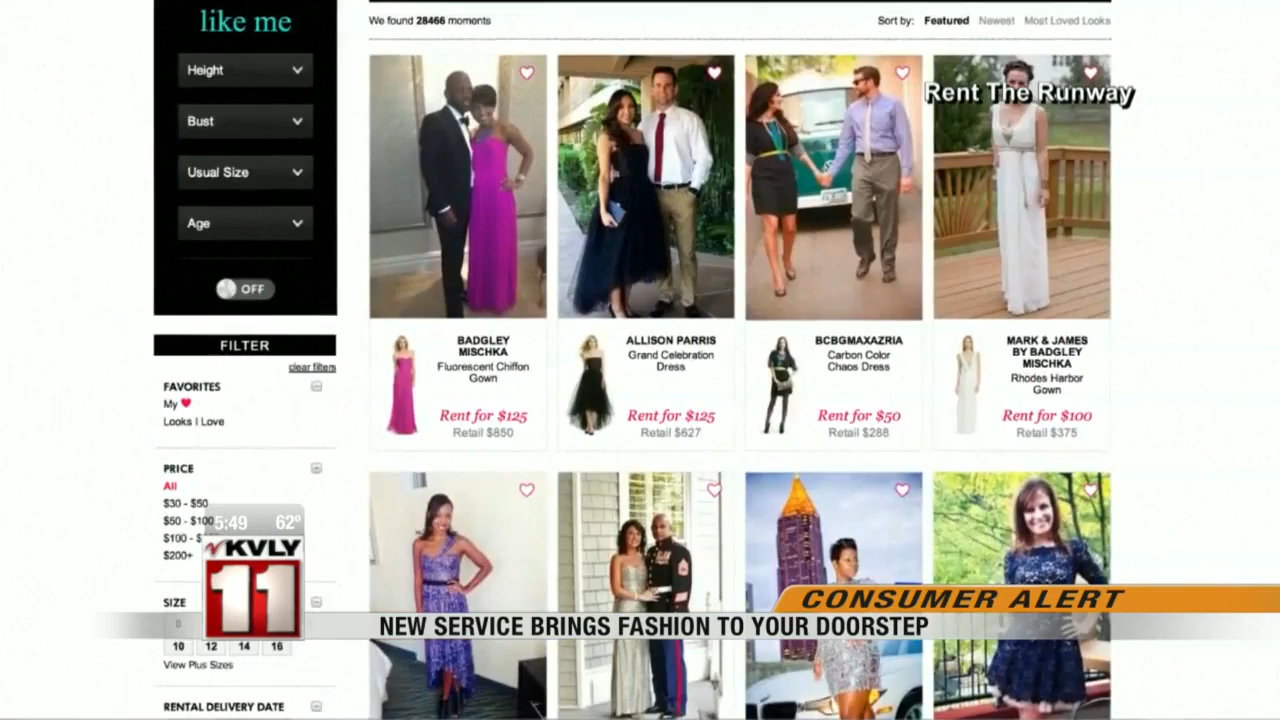 like me
Height
Bust
Usual Size
Age
OFF
FILTER
clear filters
FAVORITES
My
Looks I Love
PRICE
All
$30 - $50
$50 - $100
$100 - $
$200+
SIZE
0
10 12 14 16
View Plus Sizes
RENTAL DELIVERY DATE
We found 28466 moments
Sort by: Featured Newest Most Loved Looks
Rent The Runway
BADGLEY
MISCHKA
Fluorescent Chiffon
Gown
Rent for $125
Retail $850
ALLISON PARRIS
Grand Celebration
Dress
Rent for $125
Retail $627
BCBGMAXAZRIA
Carbon Color
Chaos Dress
Rent for $50
Retail $288
MARK & JAMES
BY BADGLEY
MISCHKA
Rhodes Harbor
Gown
Rent for $100
Retail $375
5:49 62°
KVLY
11
CONSUMER ALERT
NEW SERVICE BRINGS FASHION TO YOUR DOORSTEP